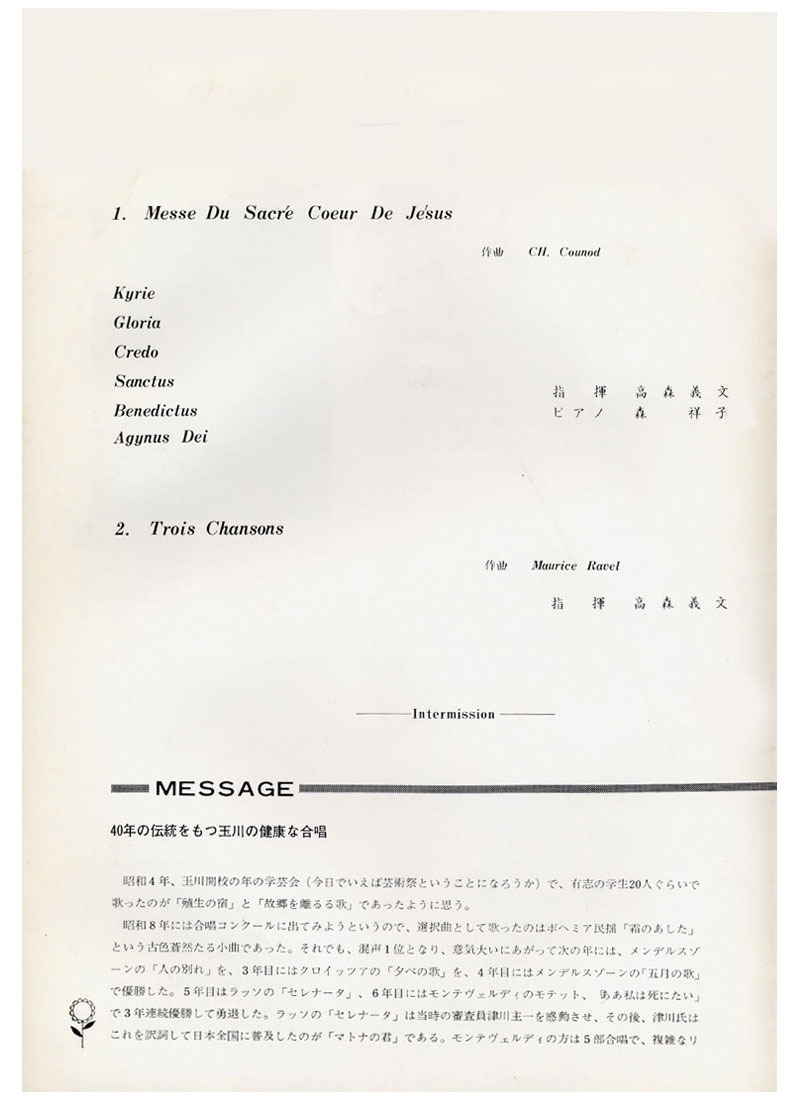 1. Messe Du Sacré Coeur De Jésus
作曲 CH. Counod
Kyrie
Gloria
Credo
Sanctus
Benedictus
Agynus Dei
指 揮 高 森 義 文
ピ ア ノ 森 祥 子
2. Trois Chansons
作曲 Maurice Ravel
指 揮 高 森 義 文
Intermission
MESSAGE
40年の伝統をもつ玉川の健康な合唱
昭和4年、玉川開校の年の学芸会（今日でいえば芸術祭ということになろうか）で、有志の学生20人ぐらいで
歌ったのが「殖生の宿」と「故郷を離るる歌」であったように思う。
昭和8年には合唱コンクールに出てみようというので、選択曲として歌ったのはボヘミア民謡「霜のあした」
という古色蒼然たる小曲であった。それでも、混声1位となり、意気大いにあがって次の年には、メンデルスゾ
ーンの「人の別れ」を、3年目にはクロイッツアの「夕べの歌」を、4年目にはメンデルスゾーンの「五月の歌」
で優勝した。5年目はラッソの「セレナータ」、6年目にはモンテヴェルディのモテット、「ああ私は死にたい」
で3年連続優勝して勇退した。ラッソの「セレナータ」は当時の審査員津川主一を感動させ、その後、津川氏は
これを訳詞して日本全国に普及したのが「マトナの君」である。モンテヴェルディの方は5部合唱で、複雑なリ